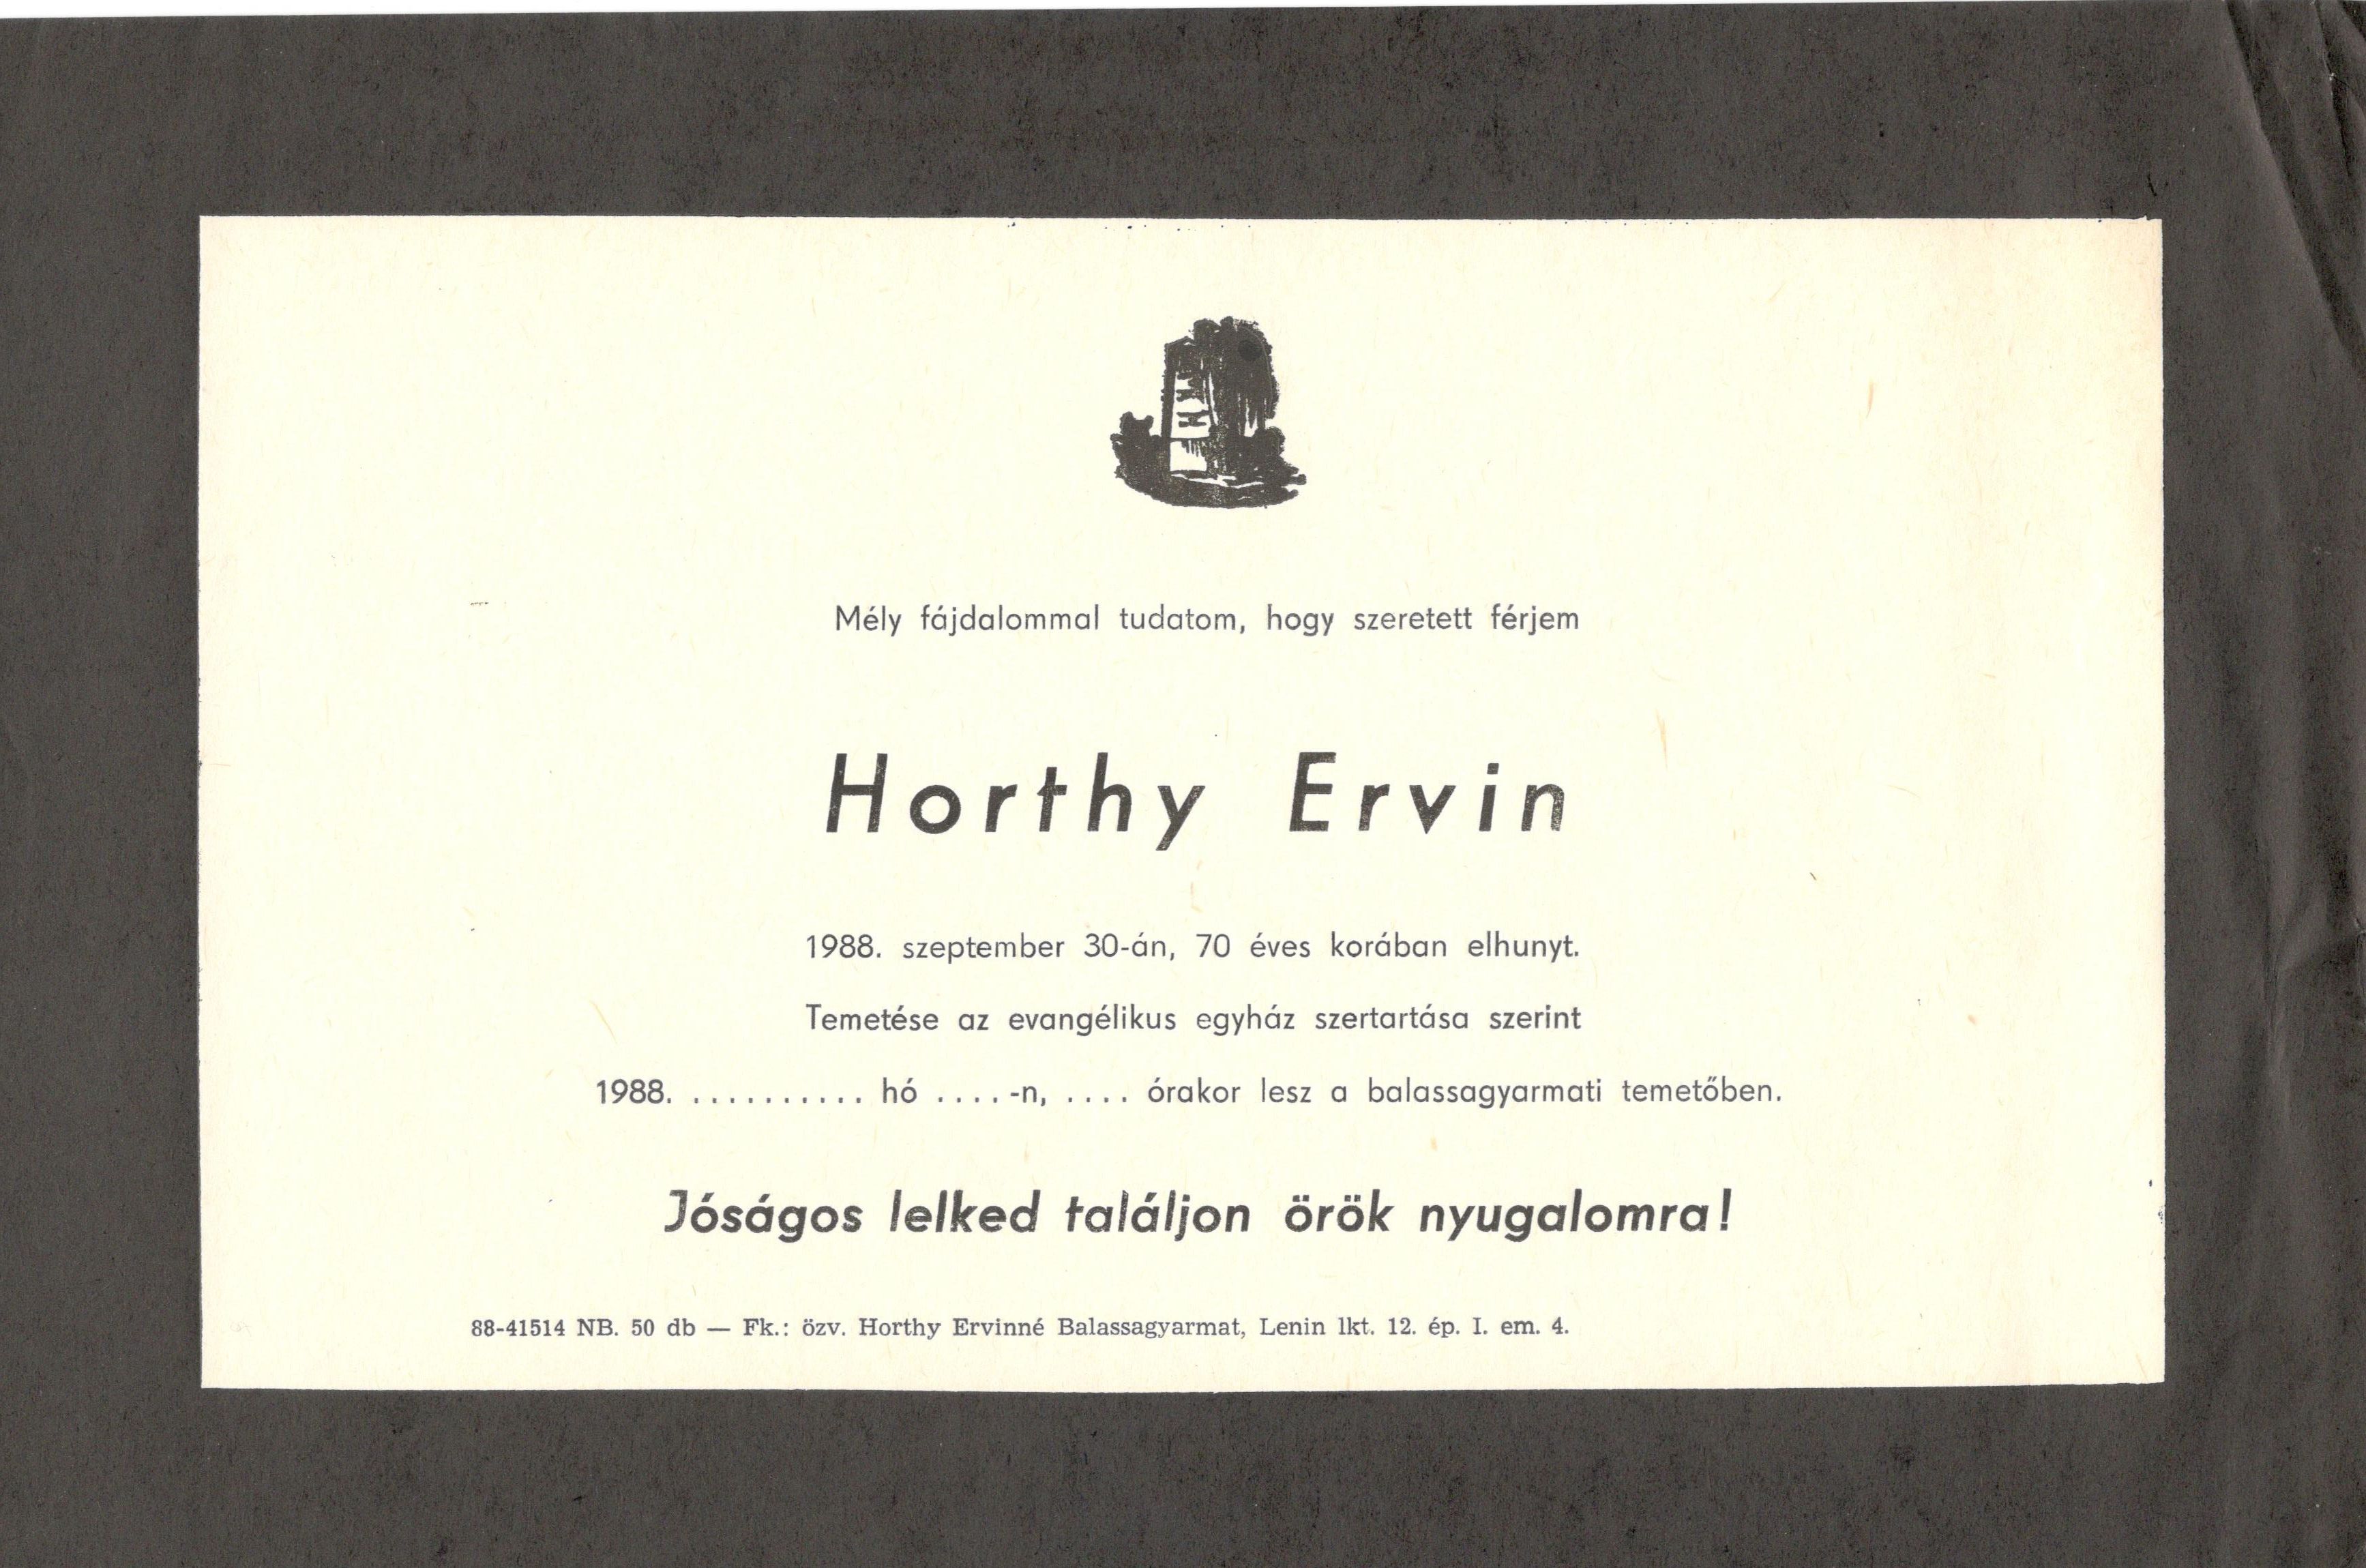 Mély fájdalommal tudatom, hogy szeretett férjem
Horthy Ervin
1988. szeptember 30-án, 70 éves korában elhunyt.
Temetése az evangélikus egyház szertartása szerint
1988. .......... hó ....-n, .... órakor lesz a balassagyarmati temetőben.
Jóságos lelked találjon örök nyugalomra!
88-41514 NB. 50 db — Fk.: özv. Horthy Ervinné Balassagyarmat, Lenin lkt. 12. ép. I. em. 4.